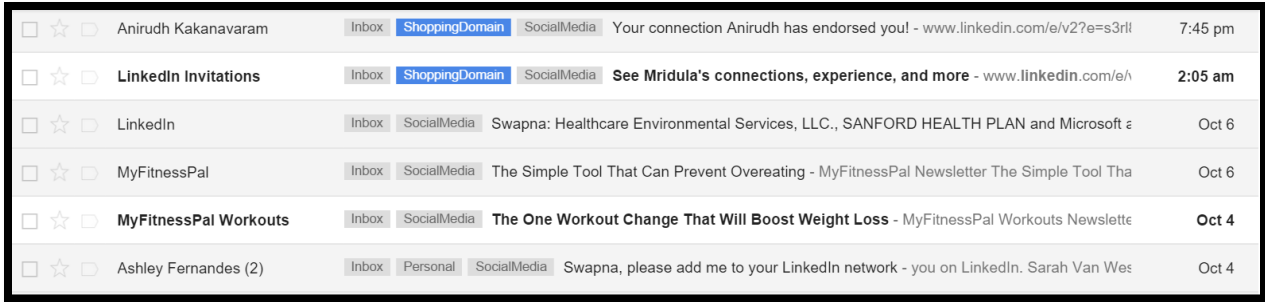 Anirudh Kakanavaram Inbox ShoppingDomain SocialMedia Your connection Anirudh has endorsed you! - www.linkedin.com/e/v2?e=s3rl 7:45 pm
LinkedIn Invitations Inbox ShoppingDomain SocialMedia See Mridula's connections, experience, and more - www.linkedin.com/e/ 2:05 am
LinkedIn Inbox SocialMedia Swapna: Healthcare Environmental Services, LLC., SANFORD HEALTH PLAN and Microsoft a Oct 6
MyFitnessPal Inbox SocialMedia The Simple Tool That Can Prevent Overeating - MyFitnessPal Newsletter The Simple Tool Tha Oct 6
MyFitnessPal Workouts Inbox SocialMedia The One Workout Change That Will Boost Weight Loss - MyFitnessPal Workouts Newslette Oct 4
Ashley Fernandes (2) Inbox Personal SocialMedia Swapna, please add me to your LinkedIn network - you on LinkedIn. Sarah Van Wes Oct 4